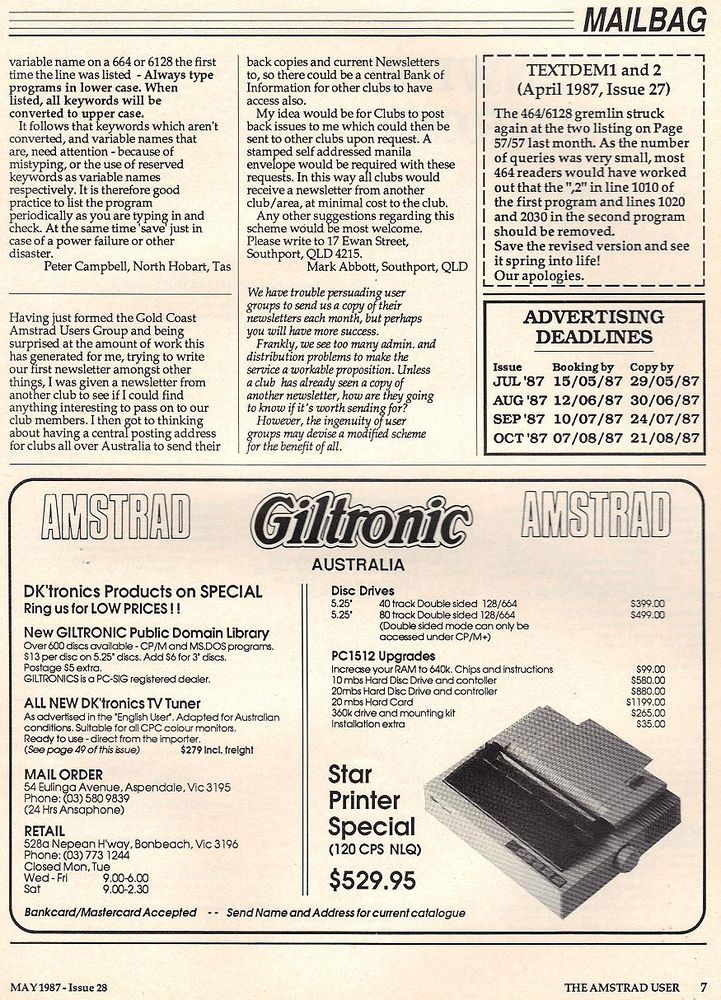 MAILBAG
variable name on a 664 or 6128 the first
time the line was listed - Always type
programs in lower case. When
listed, all keywords will be
converted to upper case.
It follows that keywords which aren't
converted, and variable names that
are, need attention - because of
mistyping, or the use of reserved
keywords as variable names
respectively. It is therefore good
practice to list the program
periodically as you are typing in and
check. At the same time 'save' just in
case of a power failure or other
disaster.
Peter Campbell, North Hobart, Tas
Having just formed the Gold Coast
Amstrad Users Group and being
surprised at the amount of work this
has generated for me, trying to write
our first newsletter amongst other
things, I was given a newsletter from
another club to see if I could find
anything interesting to pass on to our
club members. I then got to thinking
about having a central posting address
for clubs all over Australia to send their
back copies and current Newsletters
to, so there could be a central Bank of
Information for other clubs to have
access also.
My idea would be for Clubs to post
back issues to me which could then be
sent to other clubs upon request. A
stamped self addressed manila
envelope would be required with these
requests. In this way all clubs would
receive a newsletter from another
club/area, at minimal cost to the club.
Any other suggestions regarding this
scheme would be most welcome.
Please write to 17 Ewan Street,
Southport, QLD 4215.
Mark Abbott, Southport, QLD
We have trouble persuading user
groups to send us a copy of their
newsletters each month, but perhaps
you will have more success.
Frankly, we see too many admin. and
distribution problems to make the
service a workable proposition. Unless
a club has already seen a copy of
another newsletter, how are they going
to know if it's worth sending for?
However, the ingenuity of user
groups may devise a modified scheme
for the benefit of all.
TEXTDEM1 and 2
(April 1987, Issue 27)
The 464/6128 gremlin struck
again at the two listing on Page
57/57 last month. As the number
of queries was very small, most
464 readers would have worked
out that the ",2" in line 1010 of
the first program and lines 1020
and 2030 in the second program
should be removed.
Save the revised version and see
it spring into life!
Our apologies.
ADVERTISING
DEADLINES
Issue Booking by Copy by
JUL '87 15/05/87 29/05/87
AUG '87 12/06/87 30/06/87
SEP '87 10/07/87 24/07/87
OCT '87 07/08/87 21/08/87
AMSTRAD Giltronic AMSTRAD
AUSTRALIA
DK'tronics Products on SPECIAL
Ring us for LOW PRICES!!
New GILTRONIC Public Domain Library
Over 600 discs available - CP/M and MS.DOS programs.
$13 per disc on 5.25" discs. Add $6 for 3" discs.
Postage $5 extra.
GILTRONICS is a PC-SIG registered dealer.
ALL NEW DK'tronics TV Tuner
As advertised in the "English User". Adapted for Australian
conditions. Suitable for all CPC colour monitors.
Ready to use - direct from the importer.
(See page 49 of this issue) $279 Incl. freight
MAIL ORDER
54 Eulinga Avenue, Aspendale, Vic 3195
Phone: (03) 580 9839
(24 Hrs Ansaphone)
RETAIL
528a Nepean H'way, Bonbeach, Vic 3196
Phone: (03) 773 1244
Closed Mon, Tue
Wed - Fri 9.00-6.00
Sat 9.00-2.30
Disc Drives
5.25" 40 track Double sided 128/664 $399.00
5.25" 80 track Double sided 128/664 $499.00
(Double sided mode can only be
accessed under CP/M+)
PC1512 Upgrades
Increase your RAM to 640k. Chips and instructions $99.00
10 mbs Hard Disc Drive and contoller $580.00
20mbs Hard Disc Drive and controller $880.00
20 mbs Hard Card $1199.00
360k drive and mounting kit $265.00
Installation extra $35.00
Star
Printer
Special
(120 CPS NLQ)
$529.95
Bankcard/Mastercard Accepted -- Send Name and Address for current catalogue
MAY 1987 - Issue 28 THE AMSTRAD USER 7